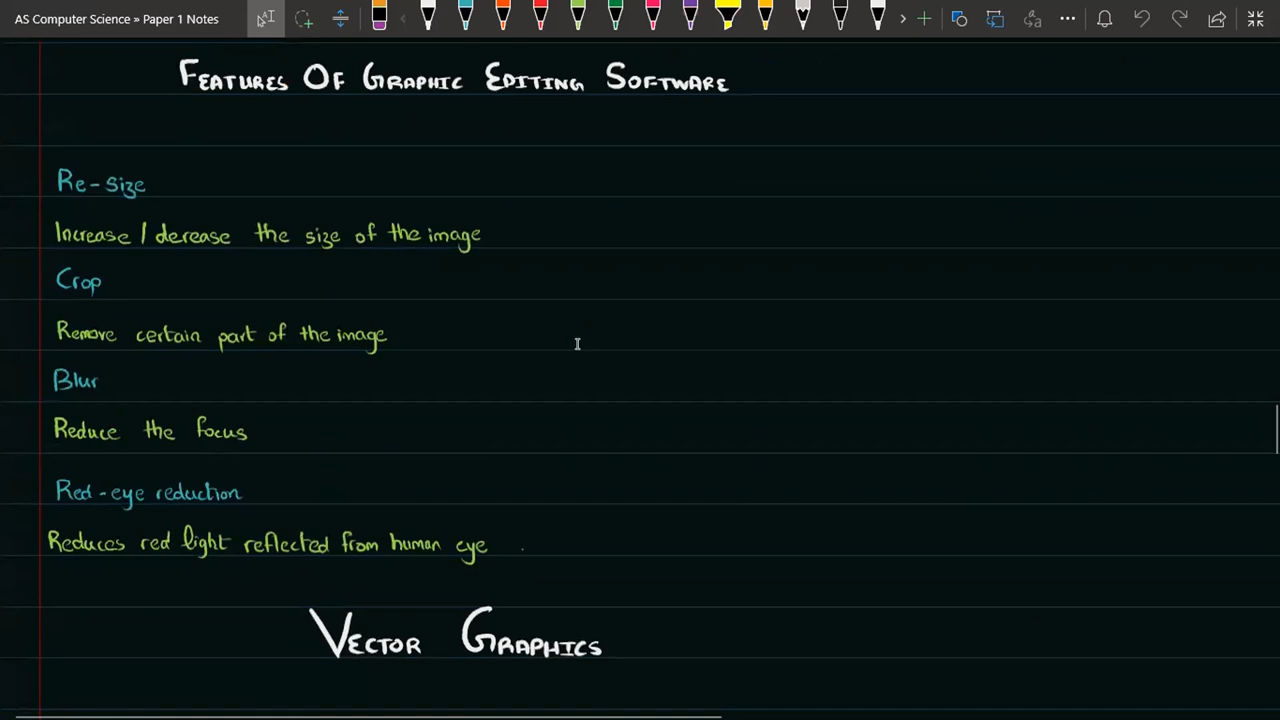 AS Computer Science » Paper 1 Notes
FEATURES OF GRAPHIC EDITING SOFTWARE
Re-size
Increase / derease the size of the image
Crop
Remove certain part of the image
Blur
Reduce the focus
Red-eye reduction
Reduces red light reflected from human eye
VECTOR GRAPHICS